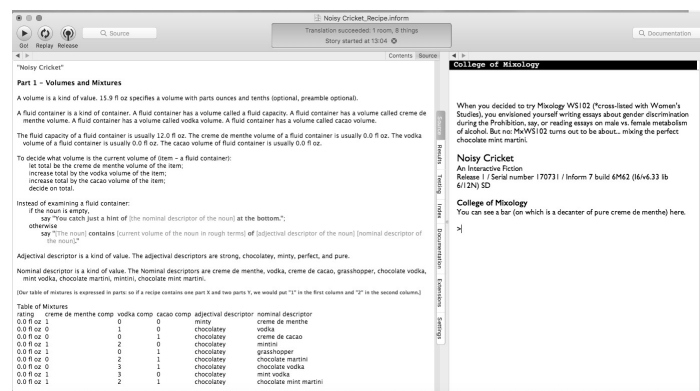 Noisy Cricket_Recipe.inform
Go! Replay Release
Source
Translation succeeded: 1 room, 8 things
Story started at 13:04
Documentation
Contents Source
"Noisy Cricket"
Part 1 – Volumes and Mixtures
A volume is a kind of value. 15.9 fl oz specifies a volume with parts ounces and tenths (optional, preamble optional).
A fluid container is a kind of container. A fluid container has a volume called a fluid capacity. A fluid container has a volume called creme de
menthe volume. A fluid container has a volume called vodka volume. A fluid container has a volume called cacao volume.
The fluid capacity of a fluid container is usually 12.0 fl oz. The creme de menthe volume of a fluid container is usually 0.0 fl oz. The vodka
volume of a fluid container is usually 0.0 fl oz. The cacao volume of fluid container is usually 0.0 fl oz.
To decide what volume is the current volume of (item – a fluid container):
let total be the creme de menthe volume of the item;
increase total by the vodka volume of the item;
increase total by the cacao volume of the item;
decide on total.
Instead of examining a fluid container:
if the noun is empty,
say "You catch just a hint of [the nominal descriptor of the noun] at the bottom.";
otherwise
say "[The noun] contains [current volume of the noun in rough terms] of [adjectival descriptor of the noun] [nominal descriptor of
the noun]."
Adjectival descriptor is a kind of value. The adjectival descriptors are strong, chocolatey, minty, perfect, and pure.
Nominal descriptor is a kind of value. The Nominal descriptors are creme de menthe, vodka, creme de cacao, grasshopper, chocolate vodka,
mint vodka, chocolate martini, mintini, chocolate mint martini.
[Our table of mixtures is expressed in parts: so if a recipe contains one part X and two parts Y, we would put "1" in the first column and "2" in the second column.]
Table of Mixtures
rating creme de menthe comp vodka comp cacao comp adjectival descriptor nominal descriptor
0.0 fl oz 1 0 0 minty creme de menthe
0.0 fl oz 0 1 0 chocolatey vodka
0.0 fl oz 0 0 1 chocolatey creme de cacao
0.0 fl oz 1 2 0 chocolatey mintini
0.0 fl oz 1 0 1 chocolatey grasshopper
0.0 fl oz 0 2 1 chocolatey chocolate martini
0.0 fl oz 0 3 1 chocolatey chocolate vodka
0.0 fl oz 1 3 0 chocolatey mint vodka
0.0 fl oz 1 2 1 chocolatey chocolate mint martini
Source
Results
Testing
Index
Documentation
Extensions
Settings
College of Mixology
When you decided to try Mixology WS102 (*cross-listed with Women's
Studies), you envisioned yourself writing essays about gender discrimination
during the Prohibition, say, or reading essays on male vs. female metabolism
of alcohol. But no: MxWS102 turns out to be about... mixing the perfect
chocolate mint martini.
Noisy Cricket
An Interactive Fiction
Release 1 / Serial number 170731 / Inform 7 build 6M62 (I6/v6.33 lib
6/12N) SD
College of Mixology
You can see a bar (on which is a decanter of pure creme de menthe) here.
>